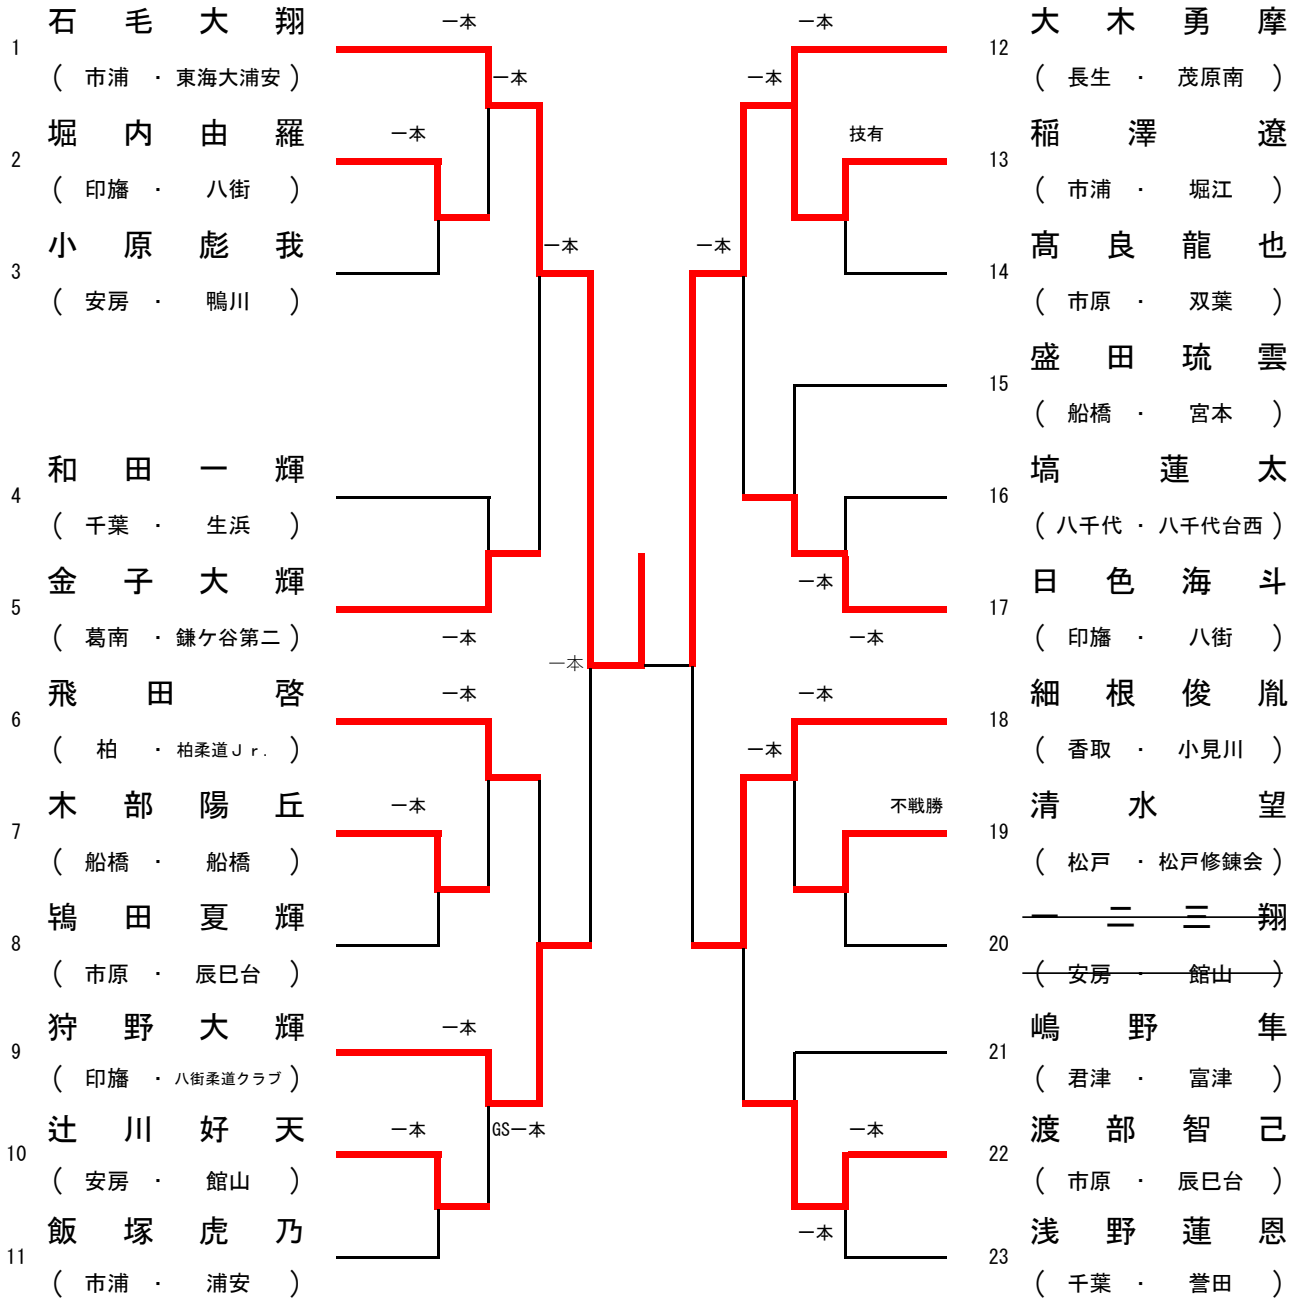 石毛大翔
1
（市浦・東海大浦安）
一本
一本
堀内由羅
2
（印旛・八街）
一本
小原彪我
3
（安房・鴨川）
一本
和田一輝
4
（千葉・生浜）
金子大輝
5
（葛南・鎌ケ谷第二）
一本
一本
飛田啓
6
（柏・柏柔道Ｊｒ.）
一本
木部陽丘
7
（船橋・船橋）
一本
鴇田夏輝
8
（市原・辰巳台）
狩野大輝
9
（印旛・八街柔道クラブ）
一本
辻川好天
10
（安房・館山）
一本
GS一本
飯塚虎乃
11
（市浦・浦安）
大木勇摩
12
（長生・茂原南）
一本
一本
稲澤遼
13
（市浦・堀江）
技有
髙良龍也
14
（市原・双葉）
一本
盛田琉雲
15
（船橋・宮本）
塙蓮太
16
（八千代・八千代台西）
日色海斗
17
（印旛・八街）
一本
一本
細根俊胤
18
（香取・小見川）
一本
一本
清水望
19
（松戸・松戸修錬会）
不戦勝
一二三翔
20
（安房・館山）
嶋野隼
21
（君津・富津）
渡部智己
22
（市原・辰巳台）
一本
一本
浅野蓮恩
23
（千葉・誉田）